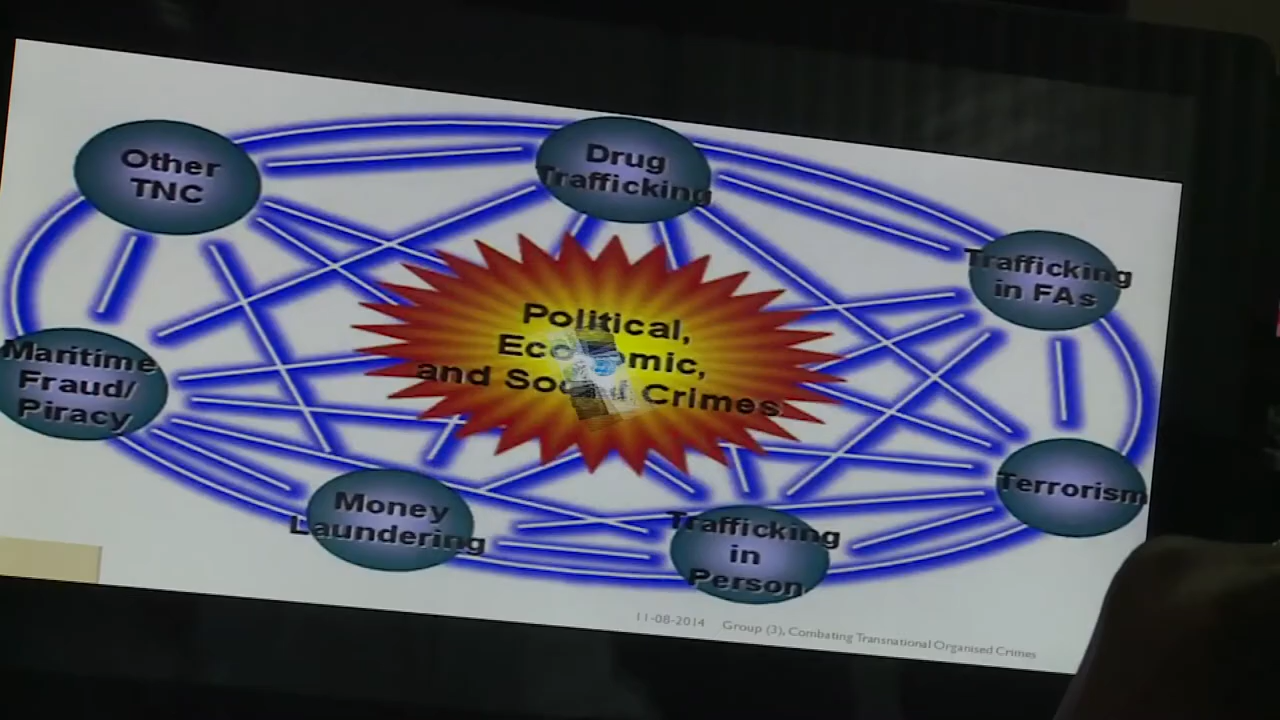 Other
TNC
Drug
Trafficking
Trafficking
in FAs
Political,
Economic,
and Social Crimes
Maritime
Fraud/
Piracy
Terrorism
Money
Laundering
Trafficking
in
Person
11-08-2014 Group (3), Combating Transnational Organised Crimes